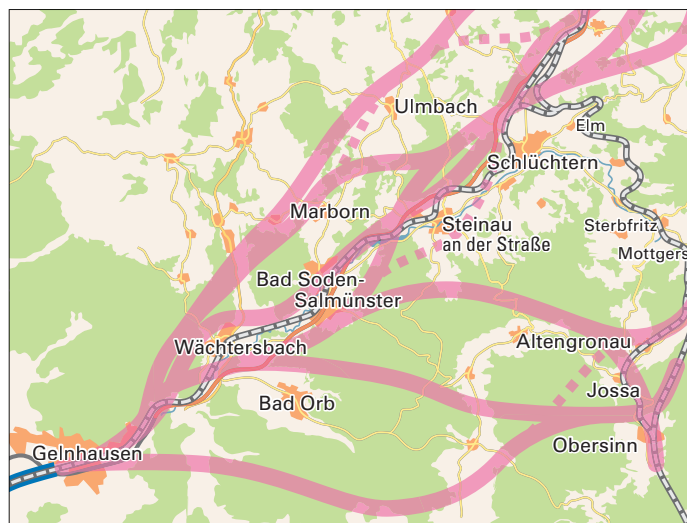 Ulmbach
Elm
Schlüchtern
Marborn
Steinau
an der Straße
Sterbfritz
Mottgers
Bad Soden-
Salmünster
Wächtersbach
Altengronau
Jossa
Bad Orb
Obersinn
Gelnhausen